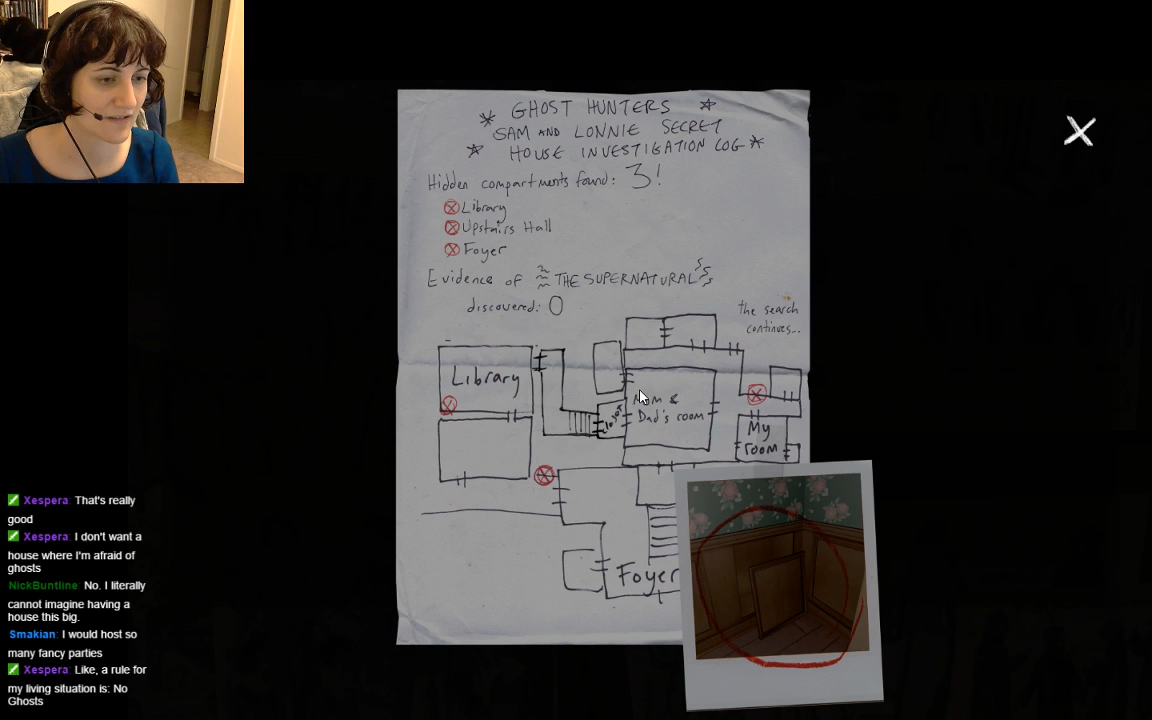 GHOST HUNTERS
SAM AND LONNIE SECRET
HOUSE INVESTIGATION LOG
Hidden compartments found: 3!
Library
Upstairs Hall
Foyer
Evidence of THE SUPERNATURAL
discovered: 0
the search
continues...
Library
Mom &
Dad's room
My
room
Foyer
Xespera: That's really
good
Xespera: I don't want a
house where I'm afraid of
ghosts
NickBuntline: No. I literally
cannot imagine having a
house this big.
Smakian: I would host so
many fancy parties
Xespera: Like, a rule for
my living situation is: No
Ghosts